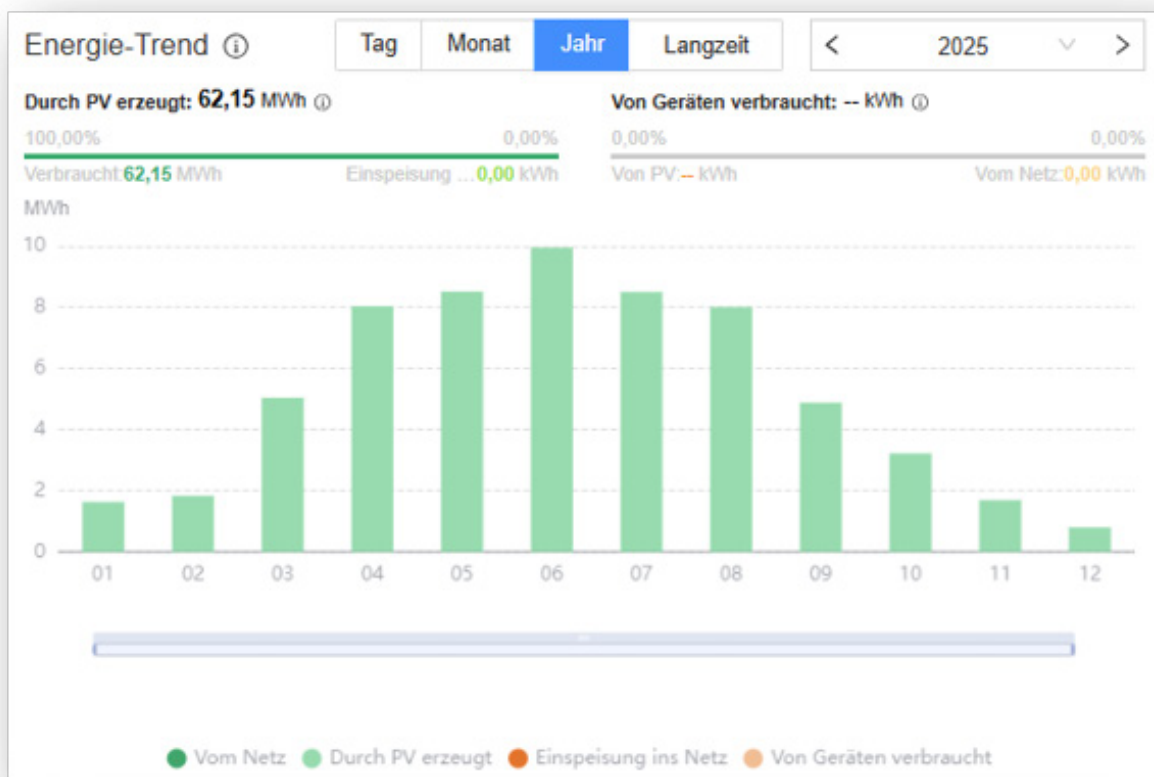 Energie-Trend
Tag Monat Jahr Langzeit < 2025 >
Durch PV erzeugt: 62,15 MWh Von Geräten verbraucht: -- kWh
100,00% 0,00% 0,00% 0,00%
Verbraucht:62,15 MWh Einspeisung ...0,00 kWh Von PV:-- kWh Vom Netz:0,00 kWh
MWh
10
8
6
4
2
0
01 02 03 04 05 06 07 08 09 10 11 12
Vom Netz Durch PV erzeugt Einspeisung ins Netz Von Geräten verbraucht